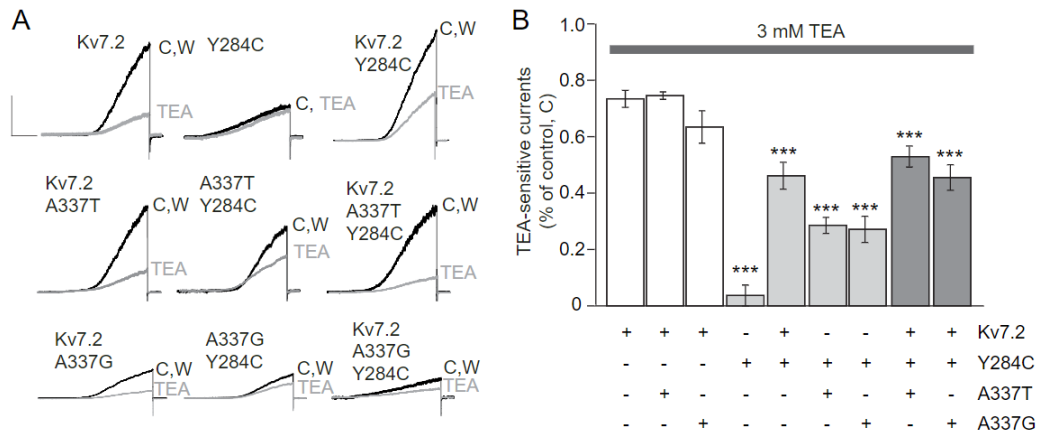 A
Kv7.2
C,W
TEA
Y284C
C, TEA
Kv7.2
Y284C
C,W
TEA
Kv7.2
A337T
C,W
TEA
A337T
Y284C
C,W
TEA
Kv7.2
A337T
Y284C
C,W
TEA
Kv7.2
A337G
C,W
TEA
A337G
Y284C
C,W
TEA
Kv7.2
A337G
Y284C
C,W
TEA
B
3 mM TEA
TEA-sensitive currents
(% of control, C)
0.8
0.6
0.4
0.2
0
***
***
***
***
***
***
+ + + - + - - + + Kv7.2
- - - + + + + + + Y284C
- + - - - + - + - A337T
- - + - - - + - + A337G